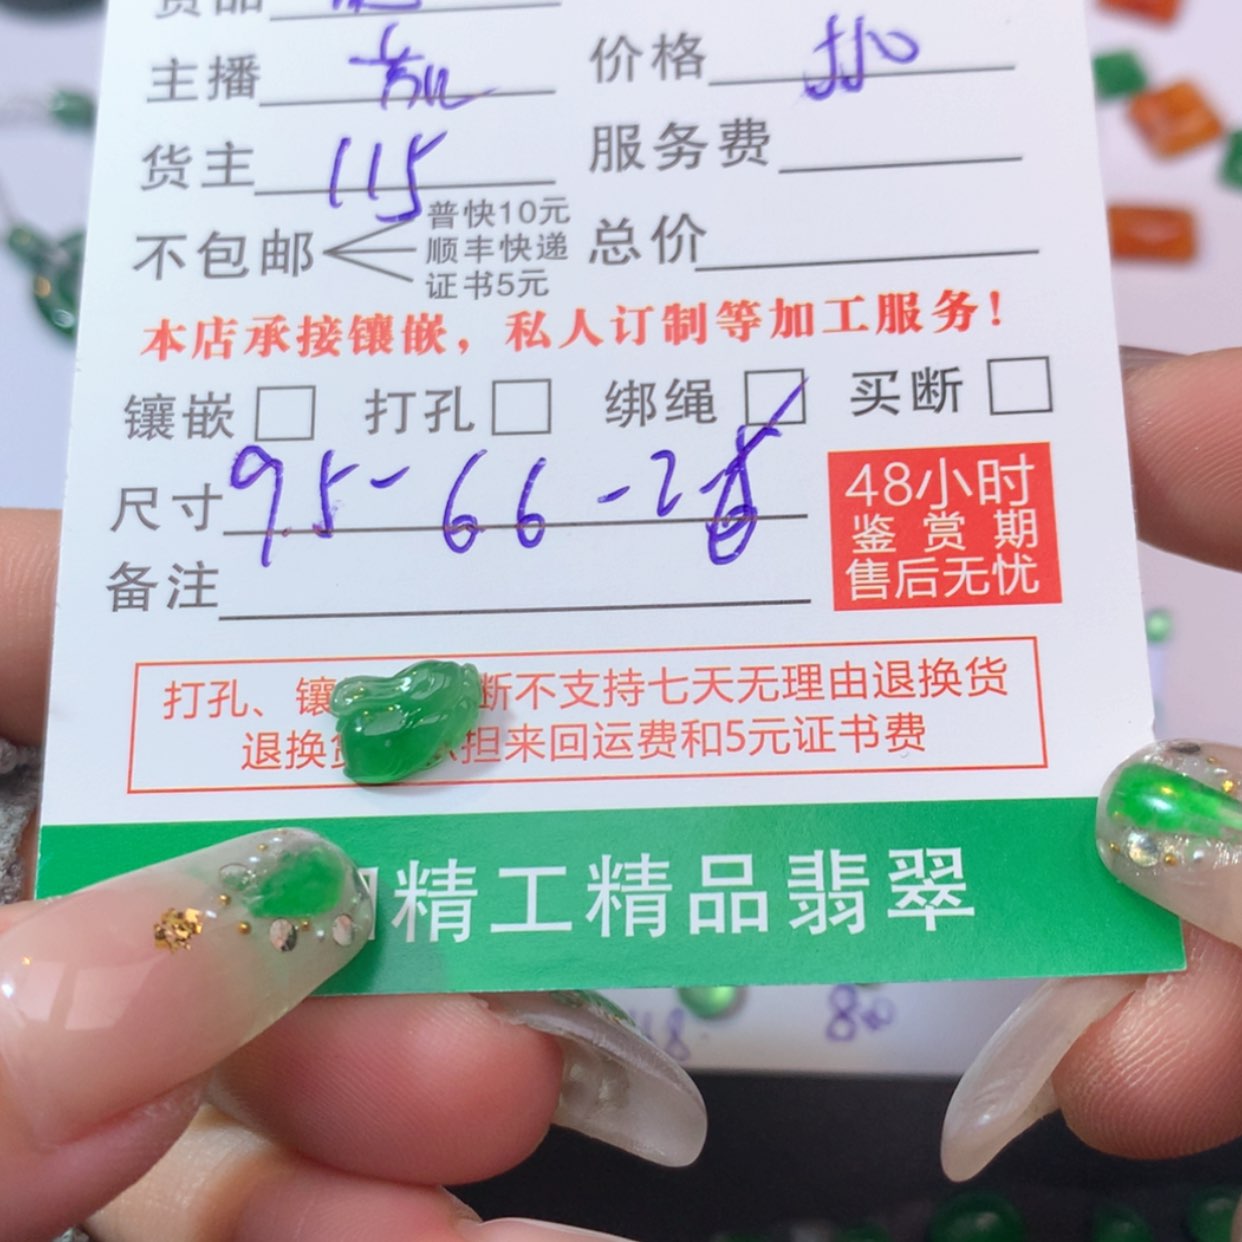 货品
主播 价格
货主 115 服务费
不包邮 普快10元 顺丰快递 证书5元 总价
本店承接镶嵌，私人订制等加工服务！
镶嵌 打孔 绑绳 买断
尺寸 9.5-66-2
备注
48小时
鉴赏期
售后无忧
打孔、镶 断不支持七天无理由退换货
退换 担来回运费和5元证书费
精工精品翡翠